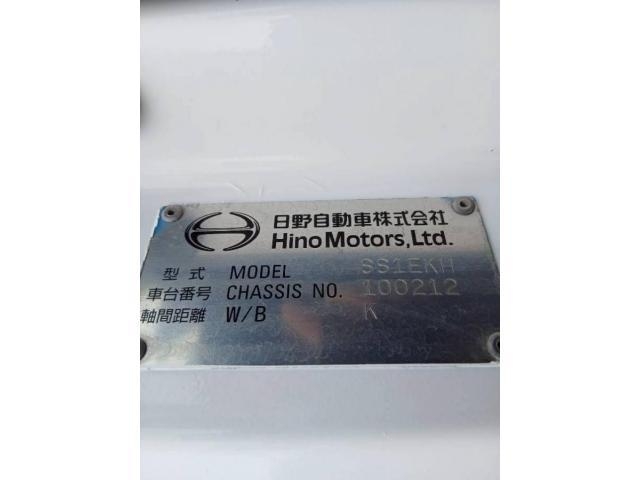 日野自動車株式会社
Hino Motors, Ltd.
型式 MODEL SS1EKH
車台番号 CHASSIS NO. 100212
軸間距離 W/B K